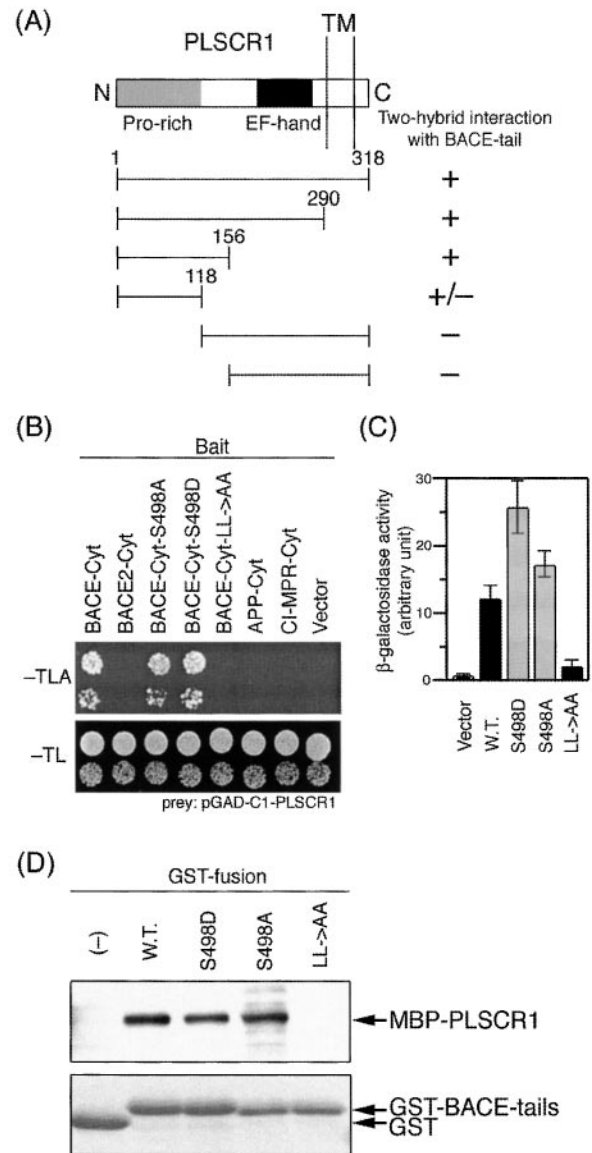 (A)
TM
PLSCR1
N
C
Pro-rich
EF-hand
Two-hybrid interaction
with BACE-tail
1
318
+
290
+
156
+
118
+/−
−
−
(B)
Bait
BACE-Cyt
BACE2-Cyt
BACE-Cyt-S498A
BACE-Cyt-S498D
BACE-Cyt-LL->AA
APP-Cyt
CI-MPR-Cyt
Vector
–TLA
–TL
prey: pGAD-C1-PLSCR1
(C)
β-galactosidase activity
(arbitrary unit)
30
20
10
0
Vector
W.T.
S498D
S498A
LL->AA
(D)
GST-fusion
(–)
W.T.
S498D
S498A
LL->AA
MBP-PLSCR1
GST-BACE-tails
GST